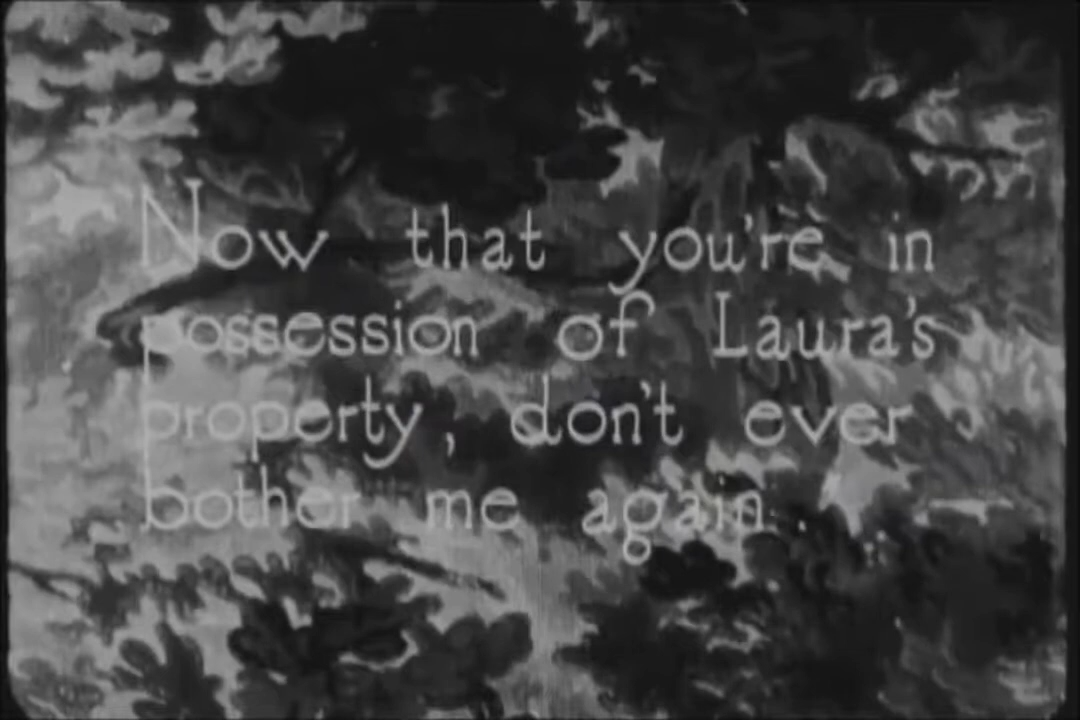 Now that you're in
possession of Laura's
property, don't ever
bother me again.